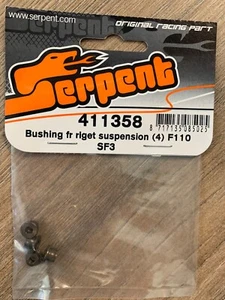 www.serpent.com
ORIGINAL RACING PART
Serpent
411358
8 717135 085025
Bushing fr riget suspension (4) F110
SF3